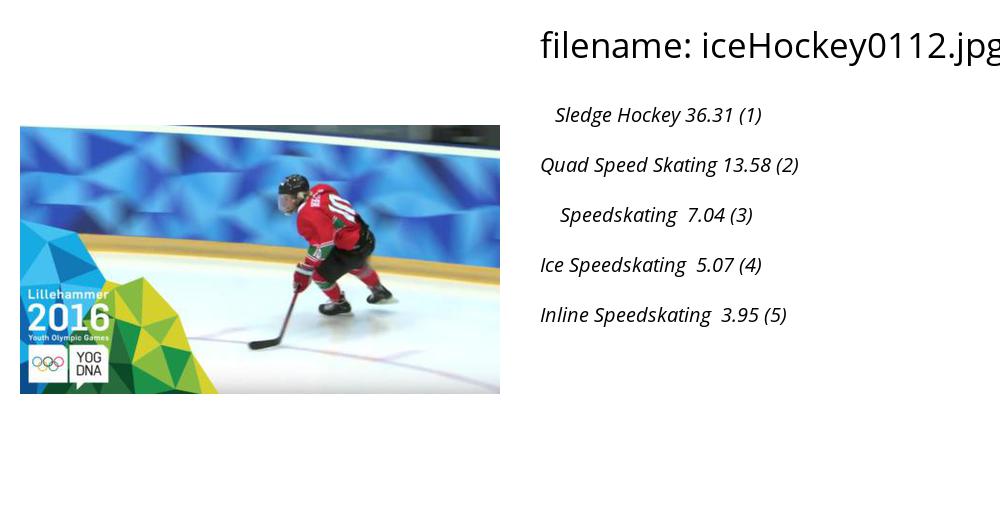 filename: iceHockey0112.jpg
Sledge Hockey 36.31 (1)
Quad Speed Skating 13.58 (2)
Speedskating 7.04 (3)
Ice Speedskating 5.07 (4)
Inline Speedskating 3.95 (5)
10
Lillehammer
2016
Youth Olympic Games
YOG
DNA